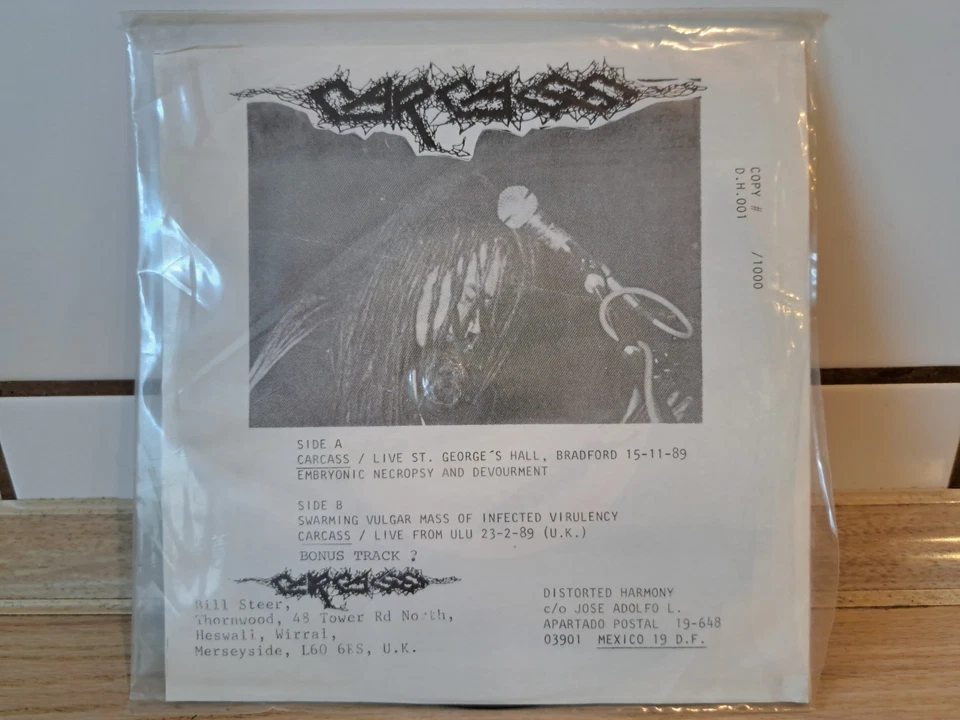 CARCASS
COPY # /1000
D.H.001
SIDE A
CARCASS / LIVE ST. GEORGE´S HALL, BRADFORD 15-11-89
EMBRYONIC NECROPSY AND DEVOURMENT
SIDE B
SWARMING VULGAR MASS OF INFECTED VIRULENCY
CARCASS / LIVE FROM ULU 23-2-89 (U.K.)
BONUS TRACK ?
CARCASS
Bill Steer,
Thornwood, 48 Tower Rd North,
Heswall, Wirral,
Merseyside, L60 6RS, U.K.
DISTORTED HARMONY
c/o JOSE ADOLFO L.
APARTADO POSTAL 19-648
03901 MEXICO 19 D.F.